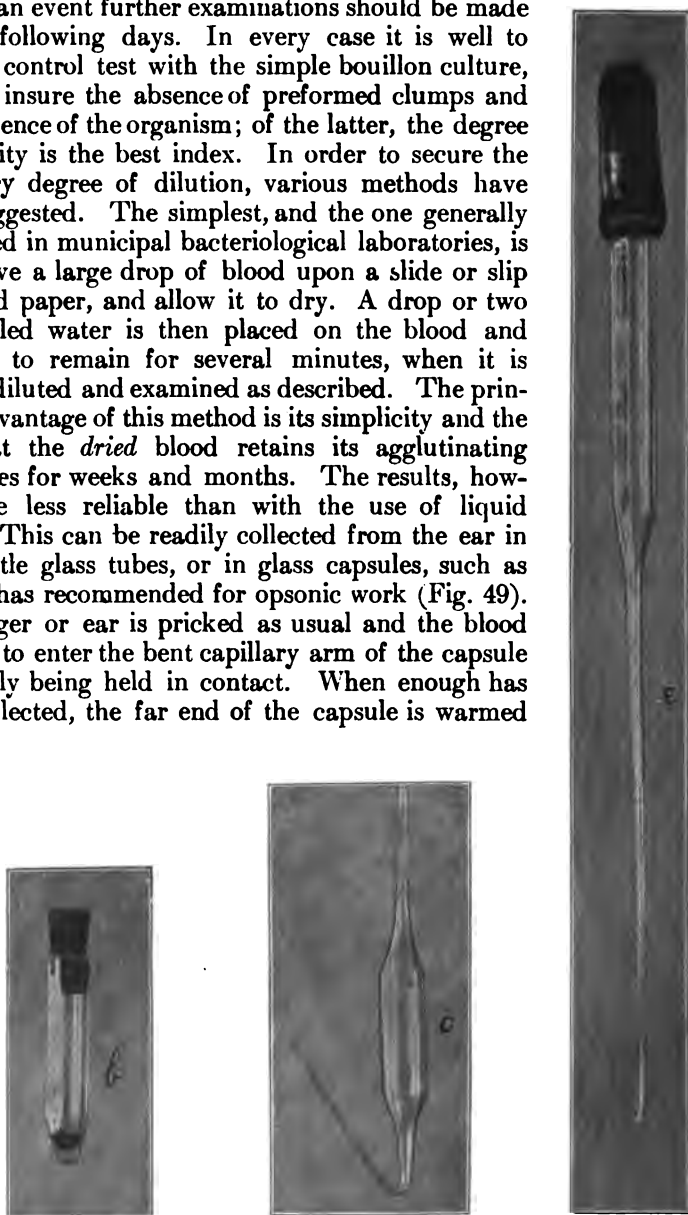 an event further examinations should be made
following days. In every case it is well to
control test with the simple bouillon culture,
insure the absence of preformed clumps and
ence of the organism; of the latter, the degree
ity is the best index. In order to secure the
y degree of dilution, various methods have
ggested. The simplest, and the one generally
ed in municipal bacteriological laboratories, is
ve a large drop of blood upon a slide or slip
d paper, and allow it to dry. A drop or two
led water is then placed on the blood and
to remain for several minutes, when it is
diluted and examined as described. The prin-
vantage of this method is its simplicity and the
t the dried blood retains its agglutinating
es for weeks and months. The results, how-
e less reliable than with the use of liquid
This can be readily collected from the ear in
tle glass tubes, or in glass capsules, such as
has recommended for opsonic work (Fig. 49).
ger or ear is pricked as usual and the blood
to enter the bent capillary arm of the capsule
ly being held in contact. When enough has
llected, the far end of the capsule is warmed
b